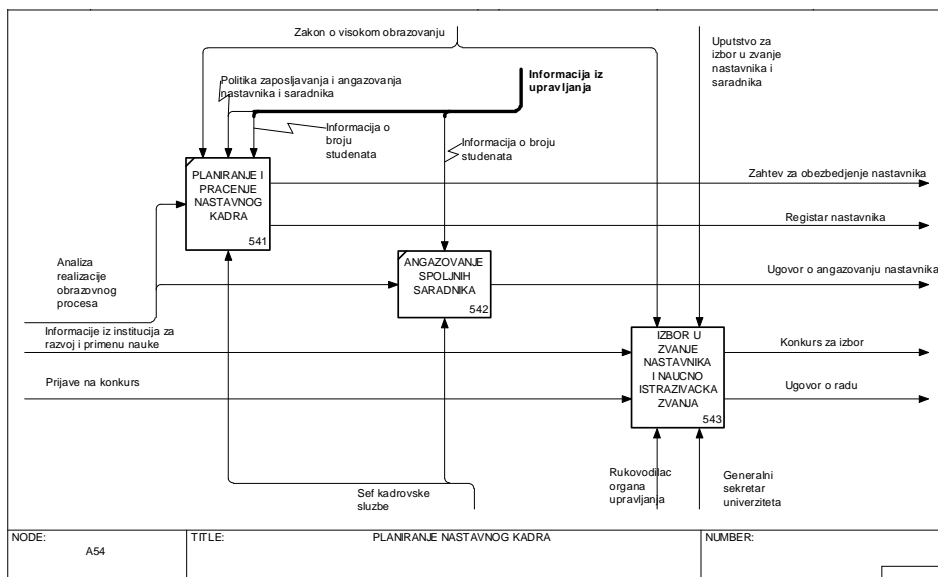 Zakon o visokom obrazovanju
Uputstvo za
izbor u zvanje
nastavnika i
saradnika
Politika zaposljavanja i angazovanja
nastavnika i saradnika
Informacija iz
upravljanja
Informacija o
broju
studenata
Informacija o broju
studenata
PLANIRANJE I
PRACENJE
NASTAVNOG
KADRA
541
Zahtev za obezbedjenje nastavnika
Registar nastavnika
Analiza
realizacije
obrazovnog
procesa
ANGAZOVANJE
SPOLJNIH
SARADNIKA
542
Ugovor o angazovanju nastavnika
Informacije iz institucija za
razvoj i primenu nauke
IZBOR U
ZVANJE
NASTAVNIKA
I NAUCNO
ISTRAZIVACKA
ZVANJA
543
Konkurs za izbor
Prijave na konkurs
Ugovor o radu
Sef kadrovske
sluzbe
Rukovodilac
organa
upravljanja
Generalni
sekretar
univerziteta
NODE:
A54
TITLE:
PLANIRANJE NASTAVNOG KADRA
NUMBER: